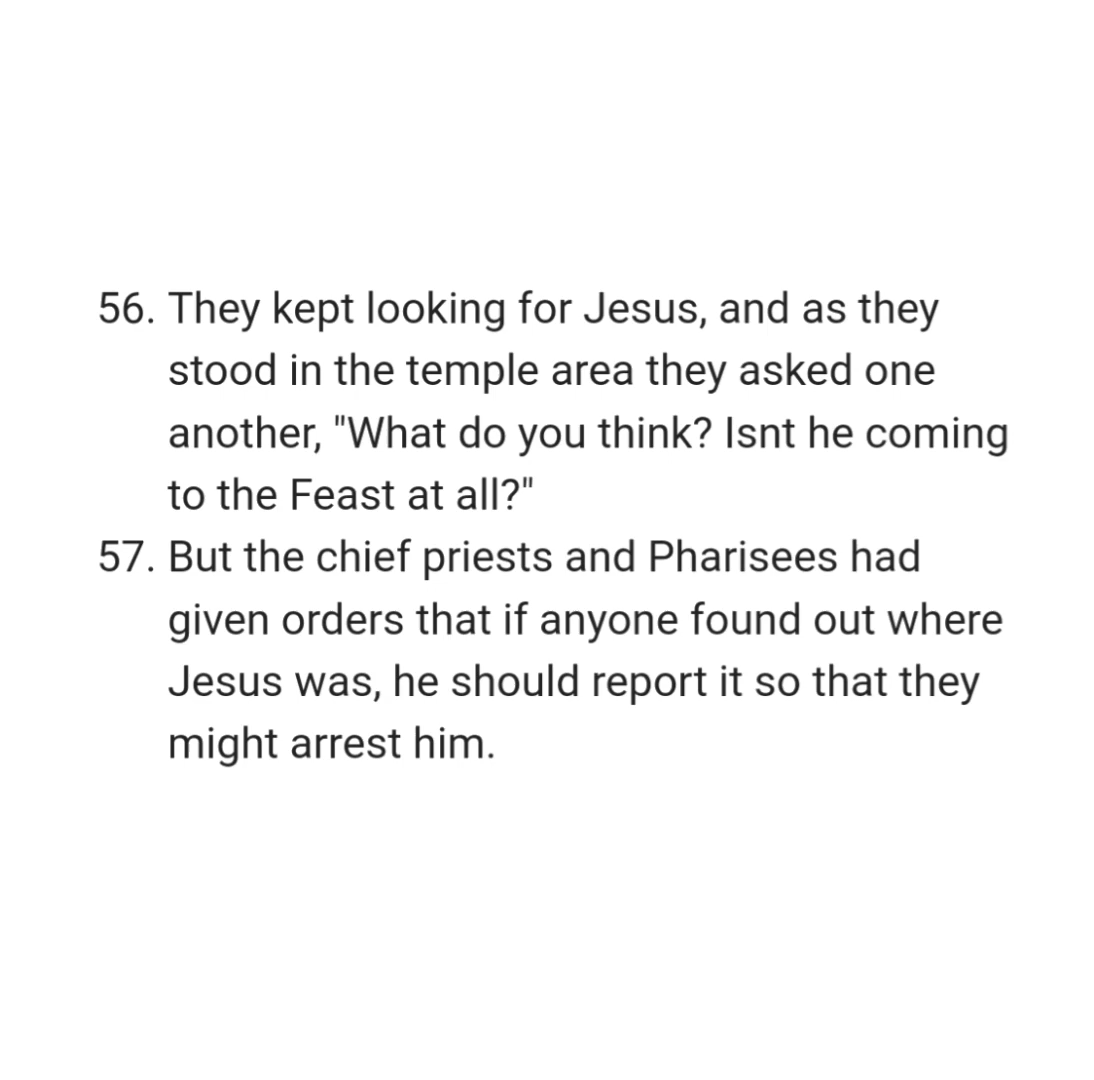 56. They kept looking for Jesus, and as they
stood in the temple area they asked one
another, "What do you think? Isnt he coming
to the Feast at all?"
57. But the chief priests and Pharisees had
given orders that if anyone found out where
Jesus was, he should report it so that they
might arrest him.